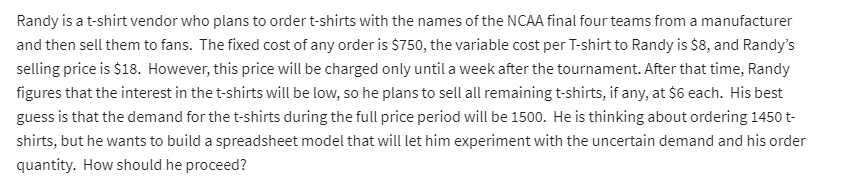 Randy is a t-shirt vendor who plans to order t-shirts with the names of the NCAA final four teams from a manufacturer
and then sell them to fans.  The fixed cost of any order is $750, the variable cost per T-shirt to Randy is $8, and Randy's
selling price is $18.  However, this price will be charged only until a week after the tournament. After that time, Randy
figures that the interest in the t-shirts will be low, so he plans to sell all remaining t-shirts, if any, at $6 each.  His best
guess is that the demand for the t-shirts during the full price period will be 1500.  He is thinking about ordering 1450 t-
shirts, but he wants to build a spreadsheet model that will let him experiment with the uncertain demand and his order
quantity.  How should he proceed?